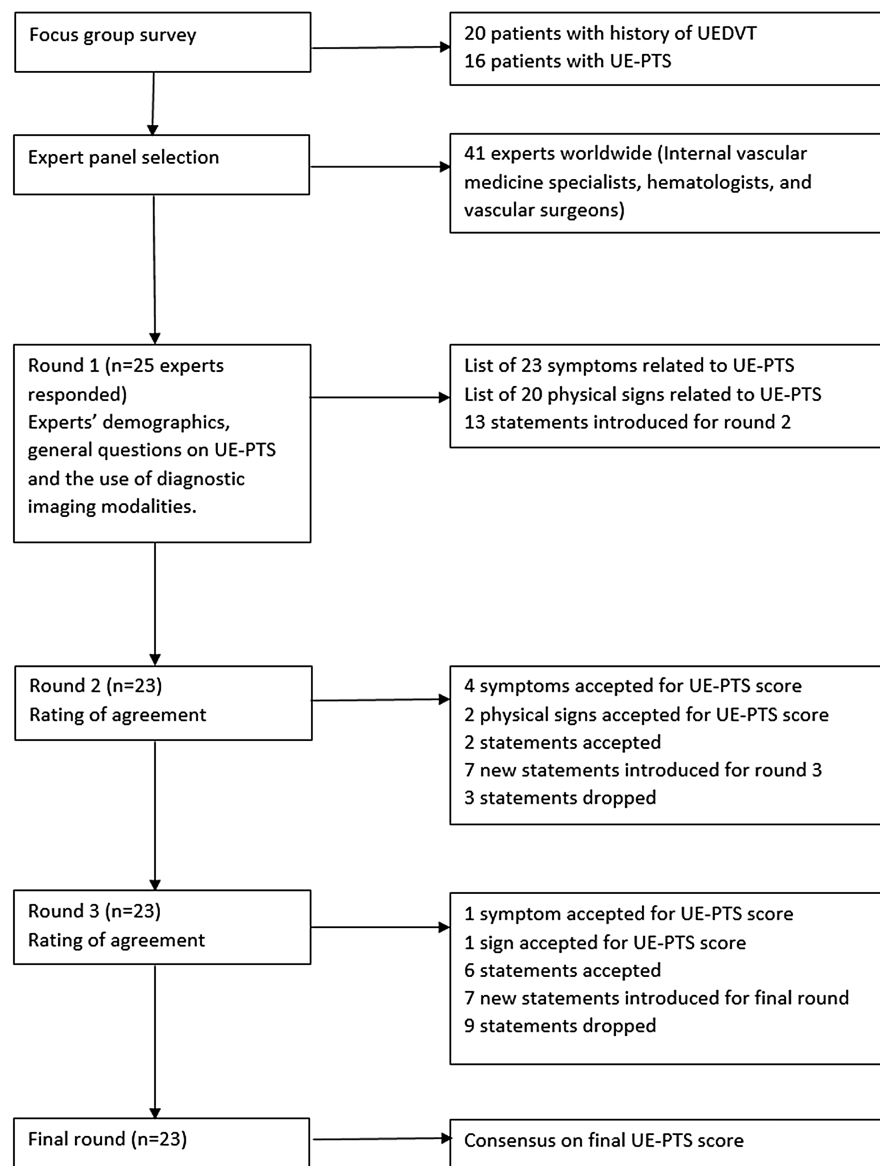 Focus group survey
20 patients with history of UEDVT
16 patients with UE-PTS
Expert panel selection
41 experts worldwide (Internal vascular
medicine specialists, hematologists, and
vascular surgeons)
Round 1 (n=25 experts
responded)
Experts’ demographics,
general questions on UE-PTS
and the use of diagnostic
imaging modalities.
List of 23 symptoms related to UE-PTS
List of 20 physical signs related to UE-PTS
13 statements introduced for round 2
Round 2 (n=23)
Rating of agreement
4 symptoms accepted for UE-PTS score
2 physical signs accepted for UE-PTS score
2 statements accepted
7 new statements introduced for round 3
3 statements dropped
Round 3 (n=23)
Rating of agreement
1 symptom accepted for UE-PTS score
1 sign accepted for UE-PTS score
6 statements accepted
7 new statements introduced for final round
9 statements dropped
Final round (n=23)
Consensus on final UE-PTS score